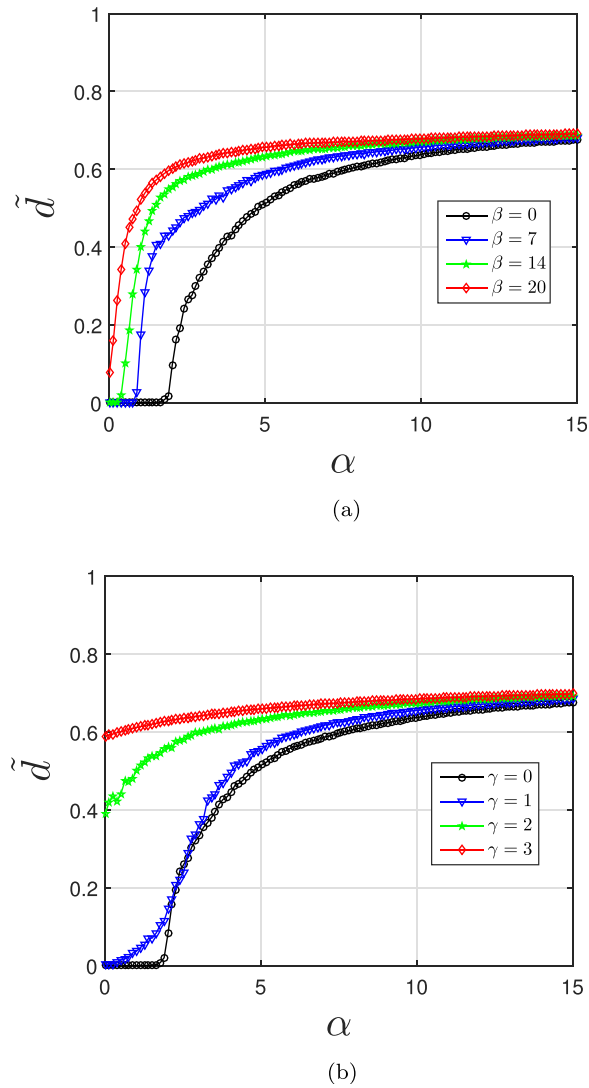 1
0.8
0.6
0.4
0.2
0
0 5 10 15
d̃
α
β = 0
β = 7
β = 14
β = 20
(a)
1
0.8
0.6
0.4
0.2
0
0 5 10 15
d̃
α
γ = 0
γ = 1
γ = 2
γ = 3
(b)